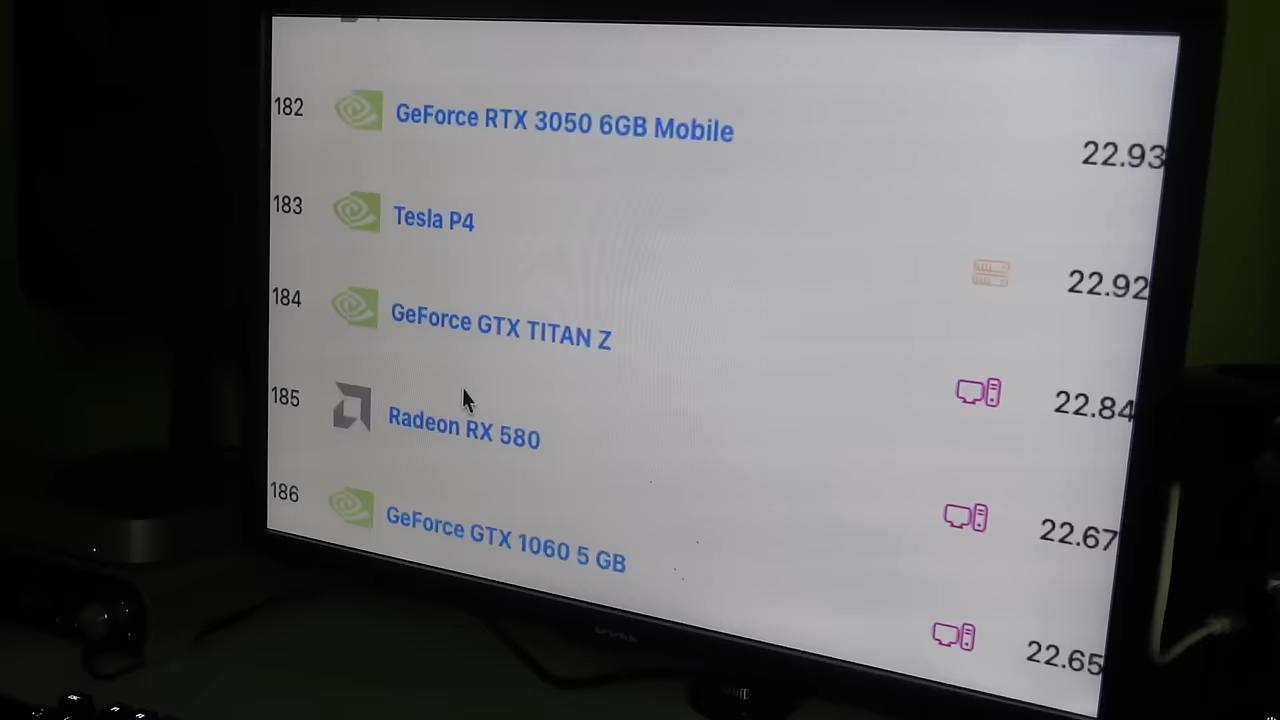 182 GeForce RTX 3050 6GB Mobile 22.93
183 Tesla P4 22.92
184 GeForce GTX TITAN Z 22.84
185 Radeon RX 580 22.67
186 GeForce GTX 1060 5 GB 22.65
DELL